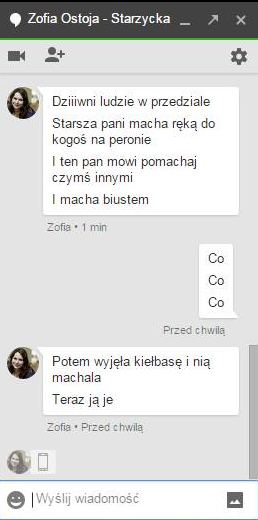 Zofia Ostoja - Starzycka
Dziiiwni ludzie w przedziale
Starsza pani macha ręką do
kogoś na peronie
I ten pan mowi pomachaj
czymś innymi
I macha biustem
Zofia • 1 min
Co
Co
Co
Przed chwilą
Potem wyjęła kiełbasę i nią
machala
Teraz ją je
Zofia • Przed chwilą
Wyślij wiadomość